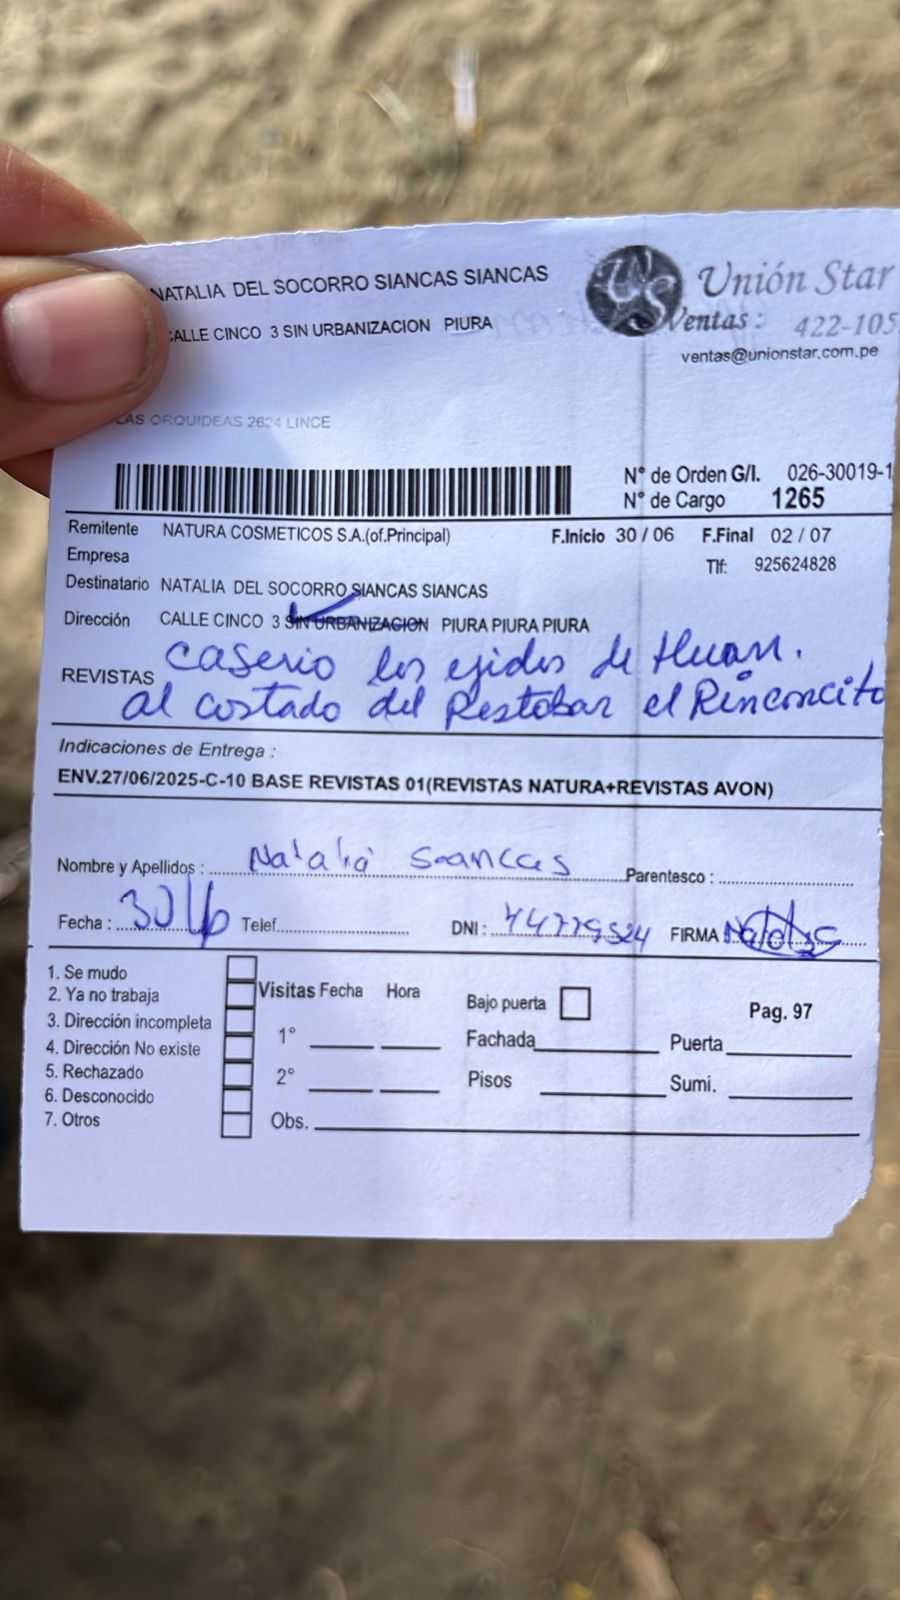 NATALIA DEL SOCORRO SIANCAS SIANCAS
CALLE CINCO 3 SIN URBANIZACION PIURA
Unión Star
Ventas: 422-105
ventas@unionstar.com.pe
LAS ORQUIDEAS 2624 LINCE
N° de Orden G/I. 026-30019-1
N° de Cargo 1265
Remitente NATURA COSMETICOS S.A.(of.Principal) F.Inicio 30 / 06 F.Final 02 / 07
Empresa Tlf: 925624828
Destinatario NATALIA DEL SOCORRO SIANCAS SIANCAS
Dirección CALLE CINCO 3 SIN URBANIZACION PIURA PIURA PIURA
caserio los ejidos de Huan.
REVISTAS
al costado del Restobar el Rinconcito
Indicaciones de Entrega :
ENV.27/06/2025-C-10 BASE REVISTAS 01(REVISTAS NATURA+REVISTAS AVON)
Nombre y Apellidos : Natalia Siancas Parentesco :
Fecha : 30/6 Telef. DNI : 44779524 FIRMA
1. Se mudo
2. Ya no trabaja
3. Dirección incompleta
4. Dirección No existe
5. Rechazado
6. Desconocido
7. Otros
Visitas Fecha Hora
1°
2°
Obs.
Bajo puerta
Fachada
Pisos
Pag. 97
Puerta
Sumi.